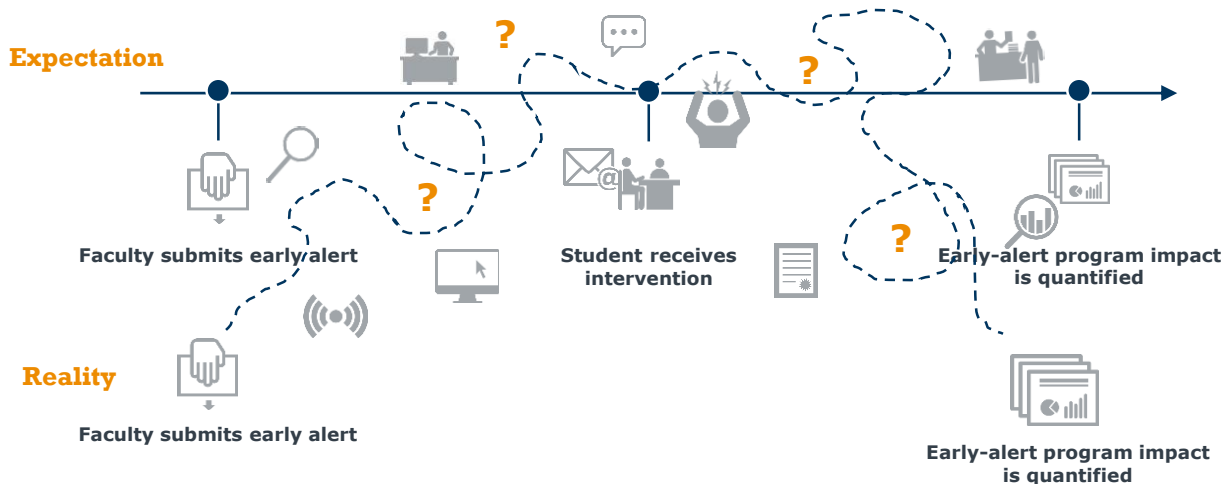 ?
Expectation
?
@
?
Faculty submits early alert
Student receives
intervention
?
Early-alert program impact
is quantified
Reality
Faculty submits early alert
Early-alert program impact
is quantified